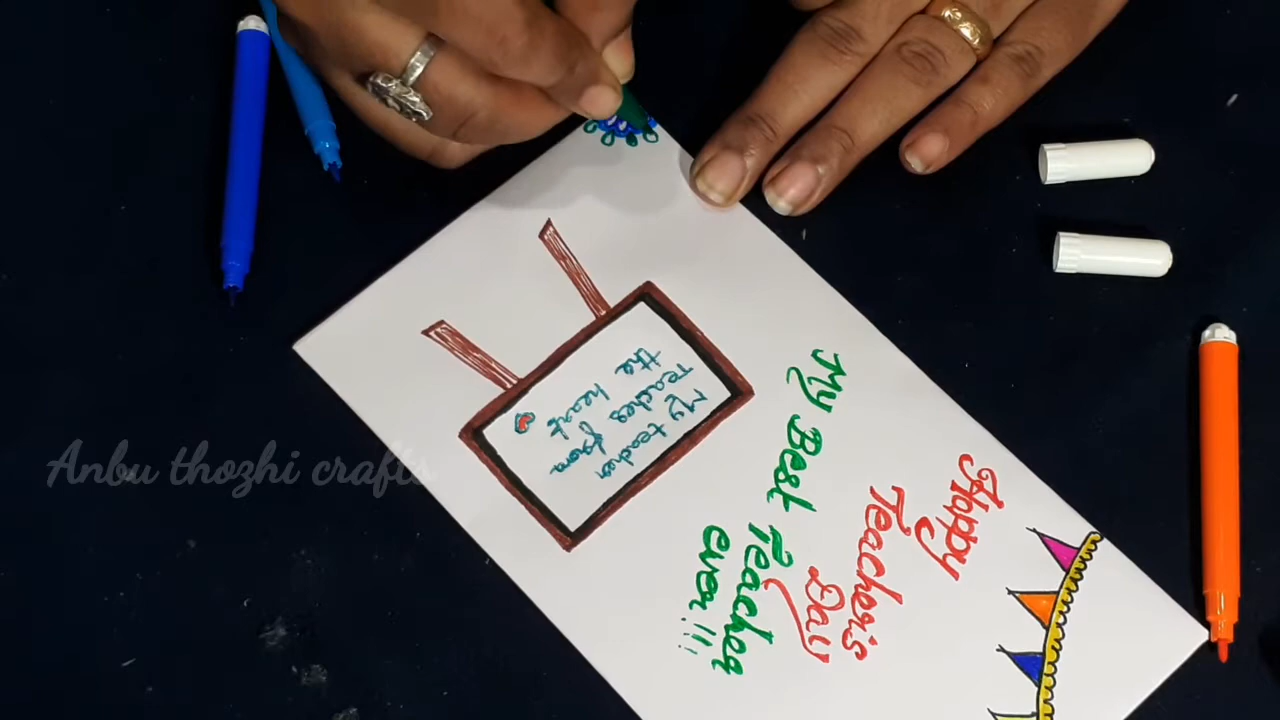 Happy
Teacher's
Day
My Best Teacher
ever!!!
My teacher
Teaches from
the heart
Anbu thozhi crafts